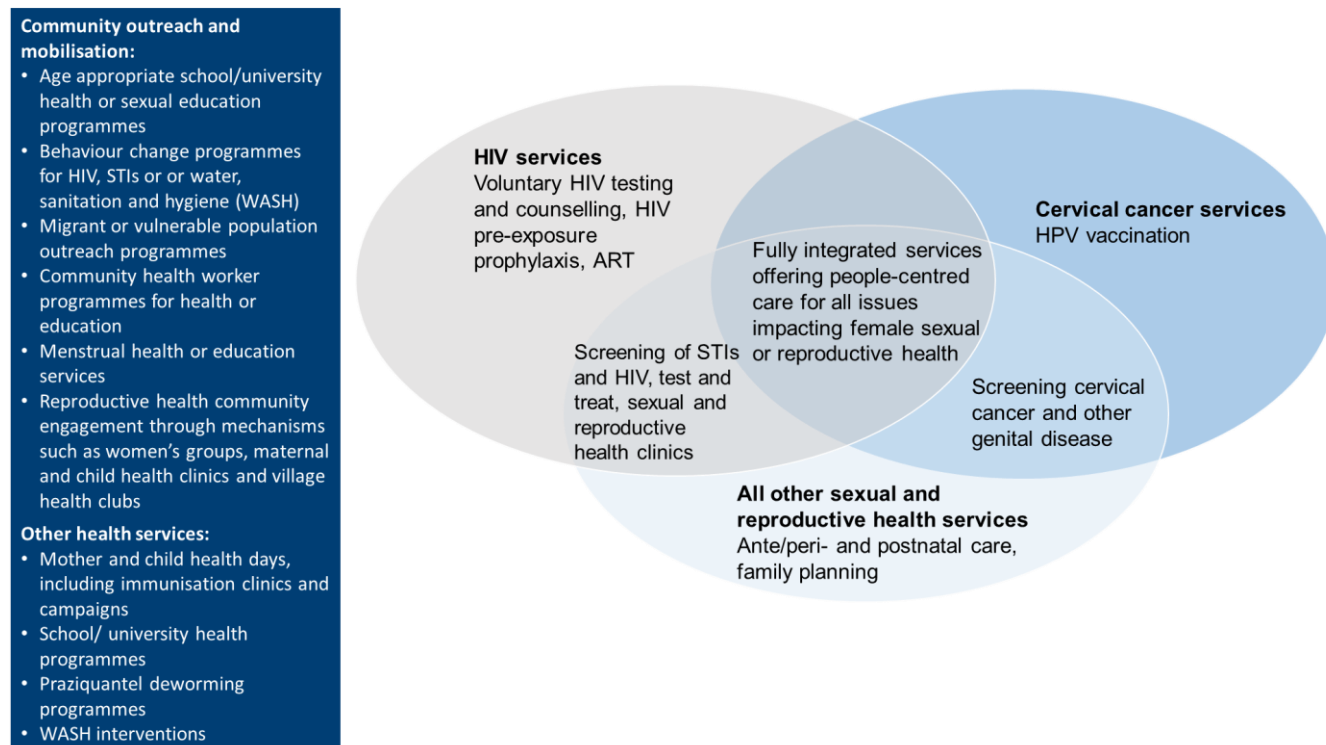 Community outreach and
mobilisation:
• Age appropriate school/university
health or sexual education
programmes
• Behaviour change programmes
for HIV, STIs or or water,
sanitation and hygiene (WASH)
• Migrant or vulnerable population
outreach programmes
• Community health worker
programmes for health or
education
• Menstrual health or education
services
• Reproductive health community
engagement through mechanisms
such as women's groups, maternal
and child health clinics and village
health clubs
Other health services:
• Mother and child health days,
including immunisation clinics and
campaigns
• School/ university health
programmes
• Praziquantel deworming
programmes
• WASH interventions
HIV services
Voluntary HIV testing
and counselling, HIV
pre-exposure
prophylaxis, ART
Cervical cancer services
HPV vaccination
Fully integrated services
offering people-centred
care for all issues
impacting female sexual
or reproductive health
Screening of STIs
and HIV, test and
treat, sexual and
reproductive
health clinics
Screening cervical
cancer and other
genital disease
All other sexual and
reproductive health services
Ante/peri- and postnatal care,
family planning